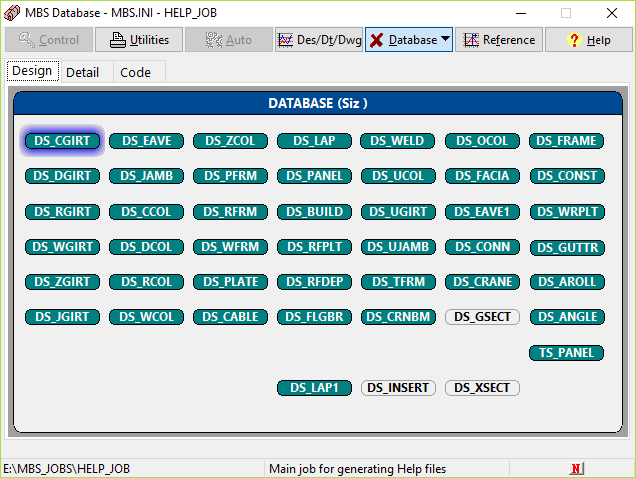 MBS Database - MBS.INI - HELP_JOB
Control Utilities Auto Des/Dt/Dwg Database Reference Help
Design Detail Code
DATABASE (Siz )
DS_CGIRT DS_EAVE DS_ZCOL DS_LAP DS_WELD DS_OCOL DS_FRAME
DS_DGIRT DS_JAMB DS_PFRM DS_PANEL DS_UCOL DS_FACIA DS_CONST
DS_RGIRT DS_CCOL DS_RFRM DS_BUILD DS_UGIRT DS_EAVE1 DS_WRPLT
DS_WGIRT DS_DCOL DS_WFRM DS_RFPLT DS_UJAMB DS_CONN DS_GUTTR
DS_ZGIRT DS_RCOL DS_PLATE DS_RFDEP DS_TFRM DS_CRANE DS_AROLL
DS_JGIRT DS_WCOL DS_CABLE DS_FLGBR DS_CRNBM DS_GSECT DS_ANGLE
TS_PANEL
DS_LAP1 DS_INSERT DS_XSECT
E:\MBS_JOBS\HELP_JOB Main job for generating Help files N